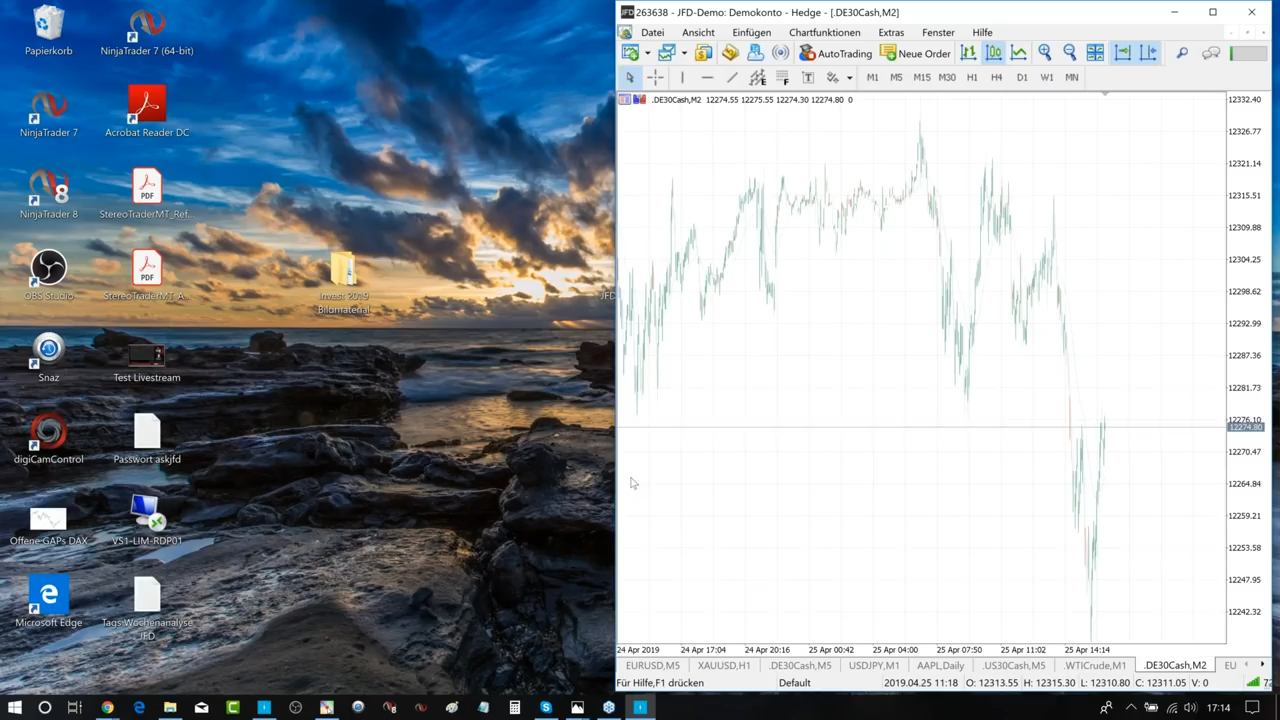 Papierkorb
NinjaTrader 7 (64-bit)
NinjaTrader 7
Acrobat Reader DC
PDF
NinjaTrader 8
StereoTraderMT_Ref...
PDF
OBS Studio
StereoTraderMT_A...
Invest 2019
Bildmaterial
JFD
Snaz
Test Livestream
digiCamControl
Passwort askjfd
Offene GAPs DAX
VS1-LIM-RDP01
Microsoft Edge
Tags Wochenanalyse
JFD
263638 - JFD-Demo: Demokonto - Hedge - [.DE30Cash,M2]
Datei Ansicht Einfügen Chartfunktionen Extras Fenster Hilfe
AutoTrading Neue Order
M1 M5 M15 M30 H1 H4 D1 W1 MN
.DE30Cash,M2 12274.55 12275.55 12274.30 12274.80 0
12332.40
12326.77
12321.14
12315.51
12309.88
12304.25
12298.62
12292.99
12287.36
12281.73
12276.10
12274.80
12270.47
12264.84
12259.21
12253.58
12247.95
12242.32
24 Apr 2019 24 Apr 17:04 24 Apr 20:16 25 Apr 00:42 25 Apr 04:00 25 Apr 07:50 25 Apr 11:02 25 Apr 14:14
EURUSD,M5 XAUUSD,H1 .DE30Cash,M5 USDJPY,M1 AAPL,Daily .US30Cash,M5 .WTICrude,M1 .DE30Cash,M2 EU
Für Hilfe,F1 drücken Default 2019.04.25 11:18 O: 12313.55 H: 12315.30 L: 12310.80 C: 12311.05 V: 0 72
17:14